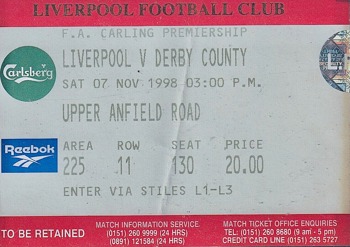 LIVERPOOL FOOTBALL CLUB
F.A. CARLING PREMIERSHIP
LIVERPOOL V DERBY COUNTY
SAT 07 NOV 1998 03:00 P.M.
Carlsberg
UPPER ANFIELD ROAD
Reebok
AREA ROW SEAT PRICE
225 11 130 20.00
ENTER VIA STILES L1-L3
TO BE RETAINED
MATCH INFORMATION SERVICE:
(0151) 260 9999 (24 HRS)
(0891) 121584 (24 HRS)
MATCH TICKET OFFICE ENQUIRIES
TEL: (0151) 260 8680 (9 am - 5 pm)
CREDIT CARD LINE (0151) 263 5727